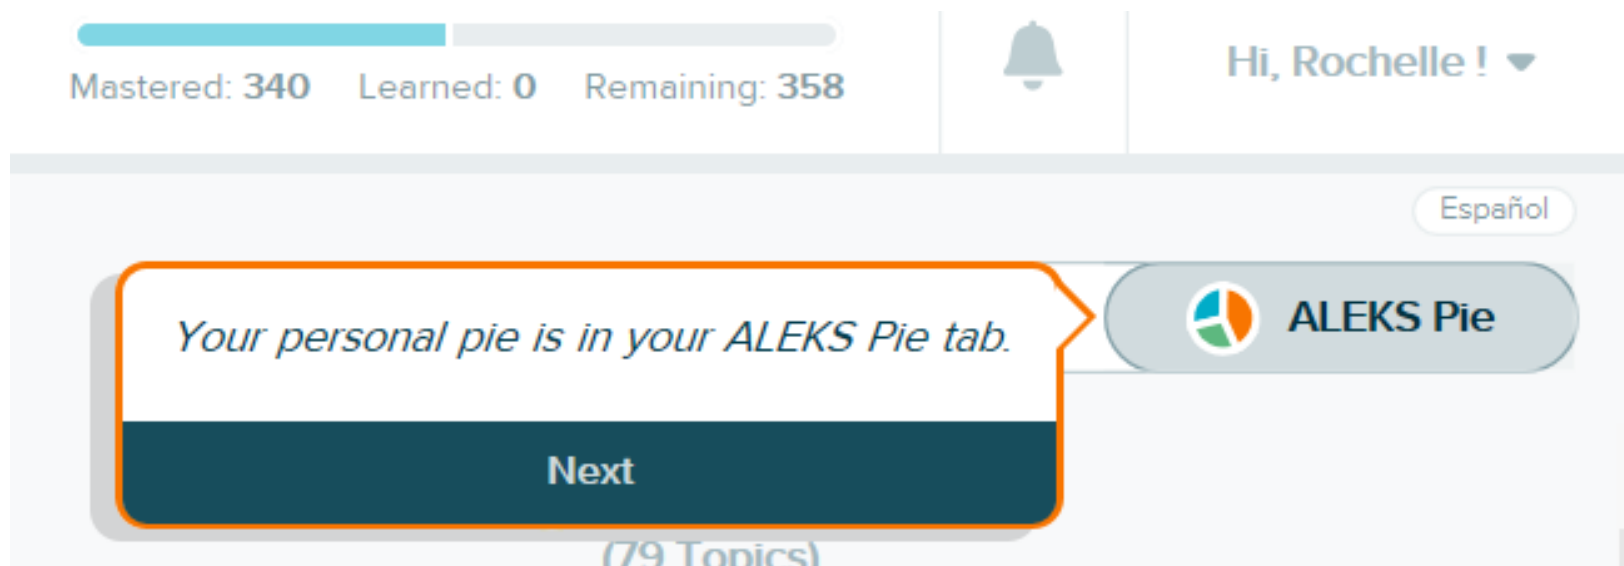 Mastered: 340 Learned: 0 Remaining: 358
Hi, Rochelle !
Español
Your personal pie is in your ALEKS Pie tab.
ALEKS Pie
Next
(79 Topics)